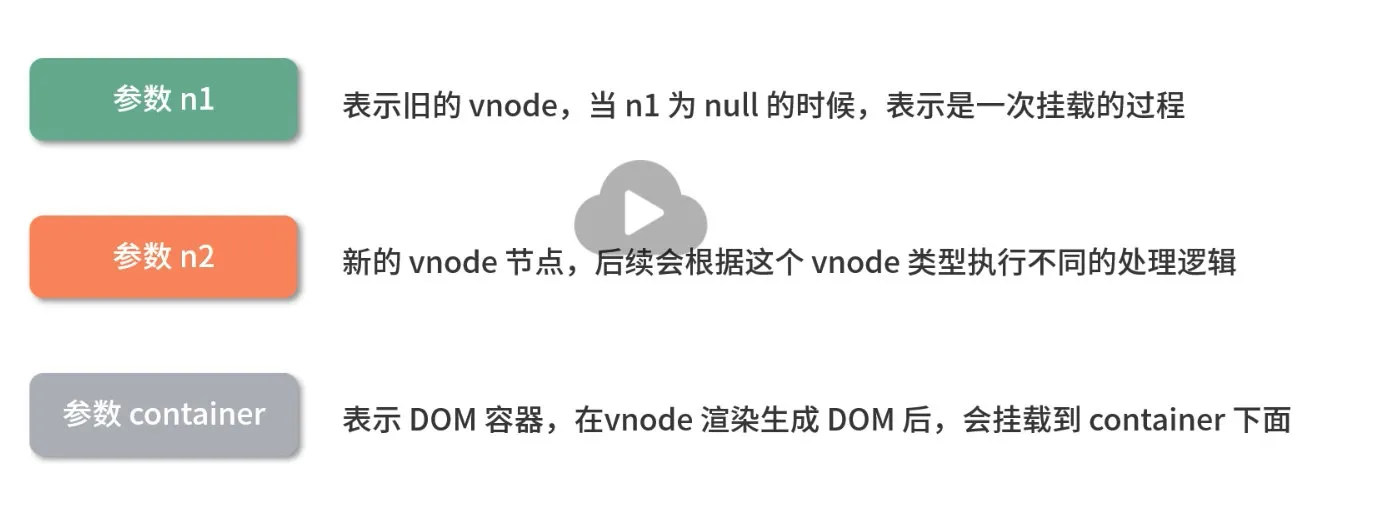 参数 n1
表示旧的 vnode，当 n1 为 null 的时候，表示是一次挂载的过程
参数 n2
新的 vnode 节点，后续会根据这个 vnode 类型执行不同的处理逻辑
参数 container
表示 DOM 容器，在vnode 渲染生成 DOM 后，会挂载到 container 下面